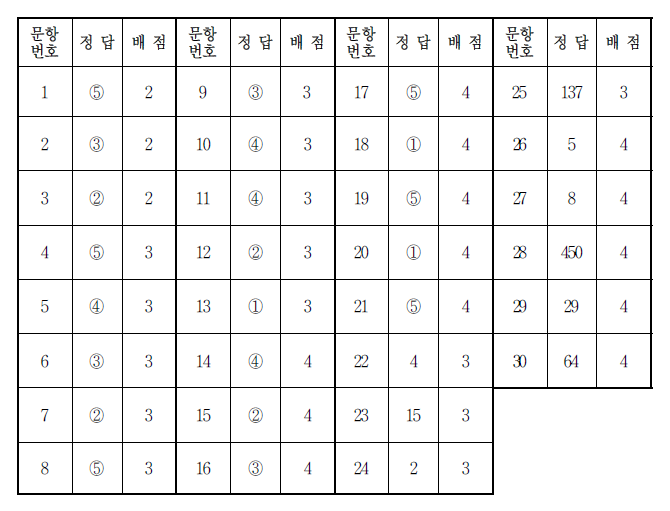 문항 번호 정 답 배 점 문항 번호 정 답 배 점 문항 번호 정 답 배 점 문항 번호 정 답 배 점
1 ⑤ 2 9 ③ 3 17 ⑤ 4 25 137 3
2 ③ 2 10 ④ 3 18 ① 4 26 5 4
3 ② 2 11 ④ 3 19 ⑤ 4 27 8 4
4 ⑤ 3 12 ② 3 20 ① 4 28 450 4
5 ④ 3 13 ① 3 21 ⑤ 4 29 29 4
6 ③ 3 14 ④ 4 22 4 3 30 64 4
7 ② 3 15 ② 4 23 15 3
8 ⑤ 3 16 ③ 4 24 2 3